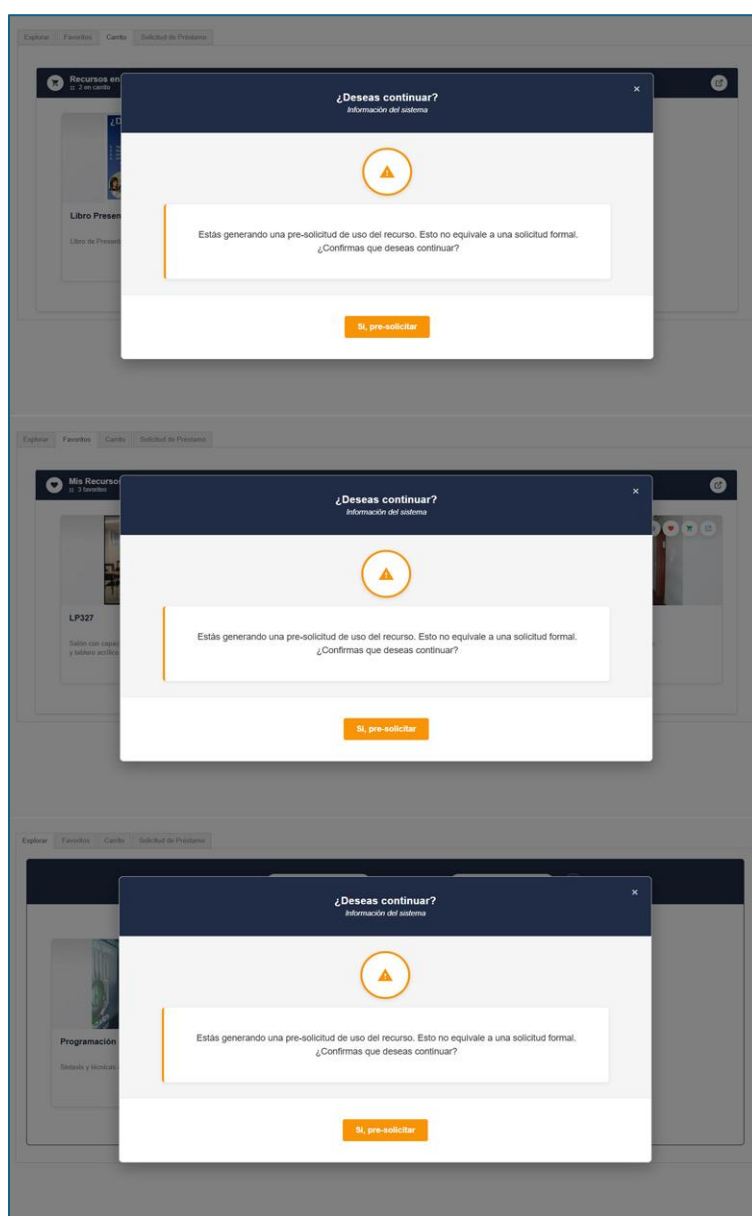 Explorar Favoritos Carrito Solicitud de Préstamo
Recursos en
2 en carrito
¿Deseas continuar?
Información del sistema
×
¿D
Libro Presen
Libro de Present
Estás generando una pre-solicitud de uso del recurso. Esto no equivale a una solicitud formal.
¿Confirmas que deseas continuar?
Sí, pre-solicitar
Explorar Favoritos Carrito Solicitud de Préstamo
Mis Recursos
3 favoritos
¿Deseas continuar?
Información del sistema
×
LP327
Salón con capac
y tablero acrílico
Estás generando una pre-solicitud de uso del recurso. Esto no equivale a una solicitud formal.
¿Confirmas que deseas continuar?
Sí, pre-solicitar
Explorar Favoritos Carrito Solicitud de Préstamo
¿Deseas continuar?
Información del sistema
×
Programación
Sintaxis y técnicas
Estás generando una pre-solicitud de uso del recurso. Esto no equivale a una solicitud formal.
¿Confirmas que deseas continuar?
Sí, pre-solicitar